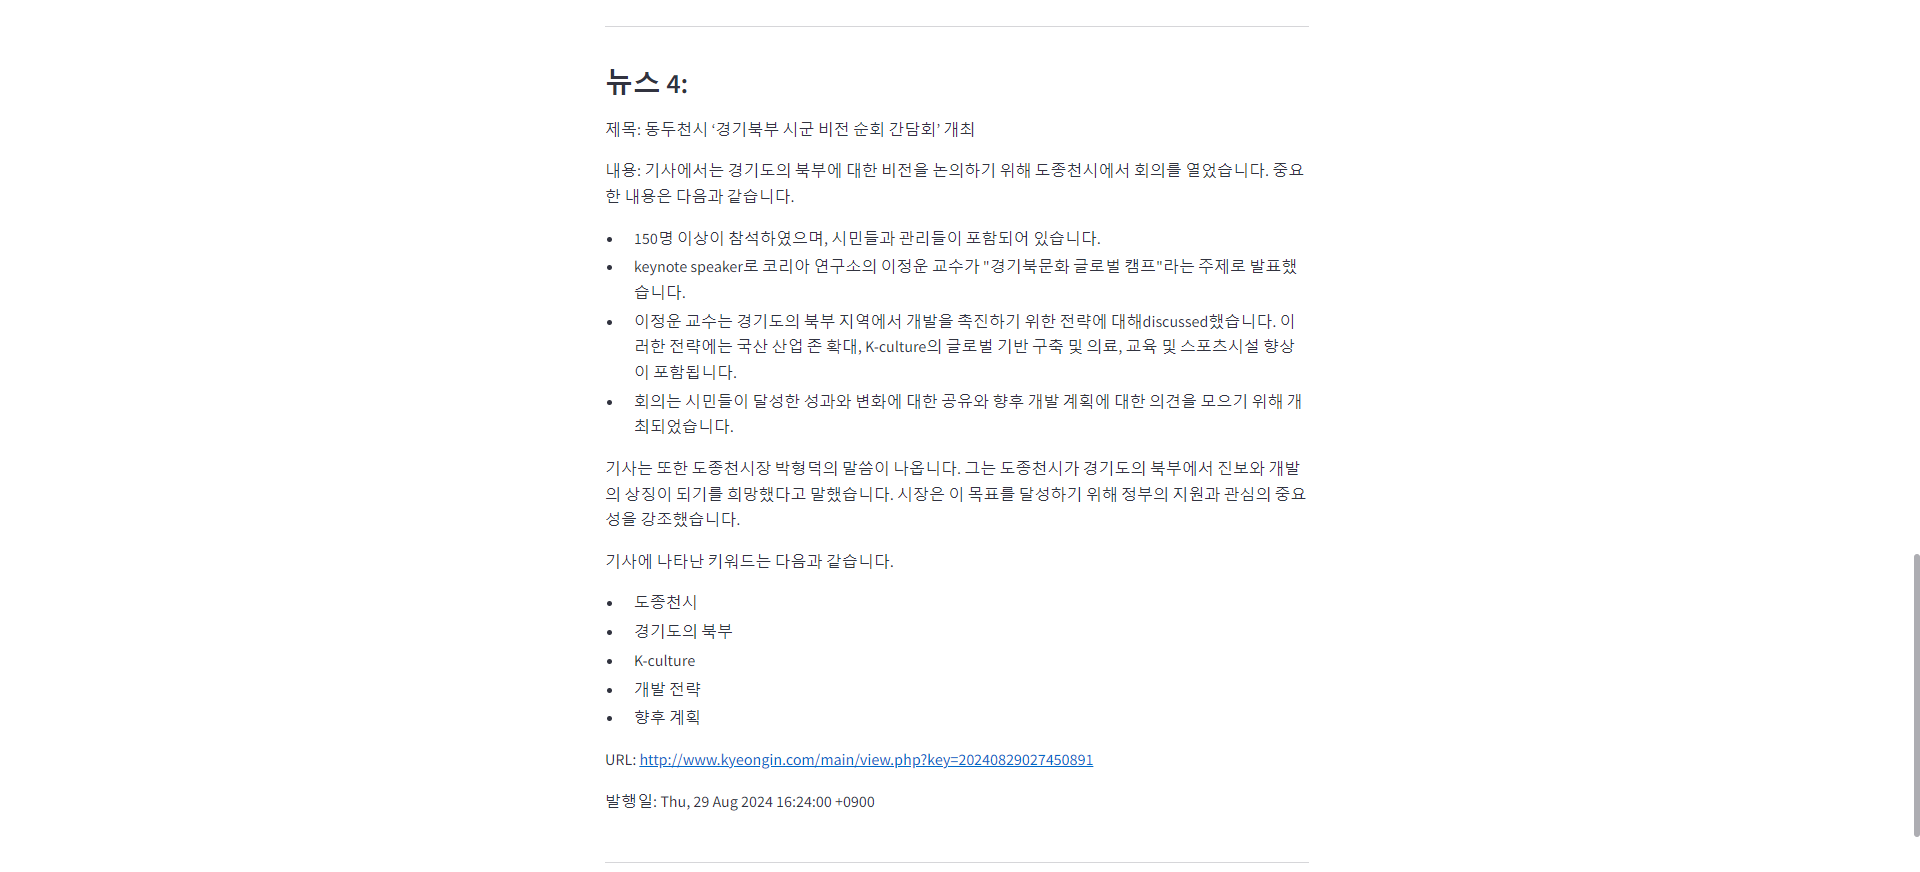 뉴스 4:
제목: 동두천시 ‘경기북부 시군 비전 순회 간담회’ 개최
내용: 기사에서는 경기도의 북부에 대한 비전을 논의하기 위해 도종천시에서 회의를 열었습니다. 중요
한 내용은 다음과 같습니다.
• 150명 이상이 참석하였으며, 시민들과 관리들이 포함되어 있습니다.
• keynote speaker로 코리아 연구소의 이정운 교수가 "경기북문화 글로벌 캠프"라는 주제로 발표했
습니다.
• 이정운 교수는 경기도의 북부 지역에서 개발을 촉진하기 위한 전략에 대해discussed했습니다. 이
러한 전략에는 국산 산업 존 확대, K-culture의 글로벌 기반 구축 및 의료, 교육 및 스포츠시설 향상
이 포함됩니다.
• 회의는 시민들이 달성한 성과와 변화에 대한 공유와 향후 개발 계획에 대한 의견을 모으기 위해 개
최되었습니다.
기사는 또한 도종천시장 박형덕의 말씀이 나옵니다. 그는 도종천시가 경기도의 북부에서 진보와 개발
의 상징이 되기를 희망했다고 말했습니다. 시장은 이 목표를 달성하기 위해 정부의 지원과 관심의 중요
성을 강조했습니다.
기사에 나타난 키워드는 다음과 같습니다.
• 도종천시
• 경기도의 북부
• K-culture
• 개발 전략
• 향후 계획
URL: http://www.kyeongin.com/main/view.php?key=20240829027450891
발행일: Thu, 29 Aug 2024 16:24:00 +0900